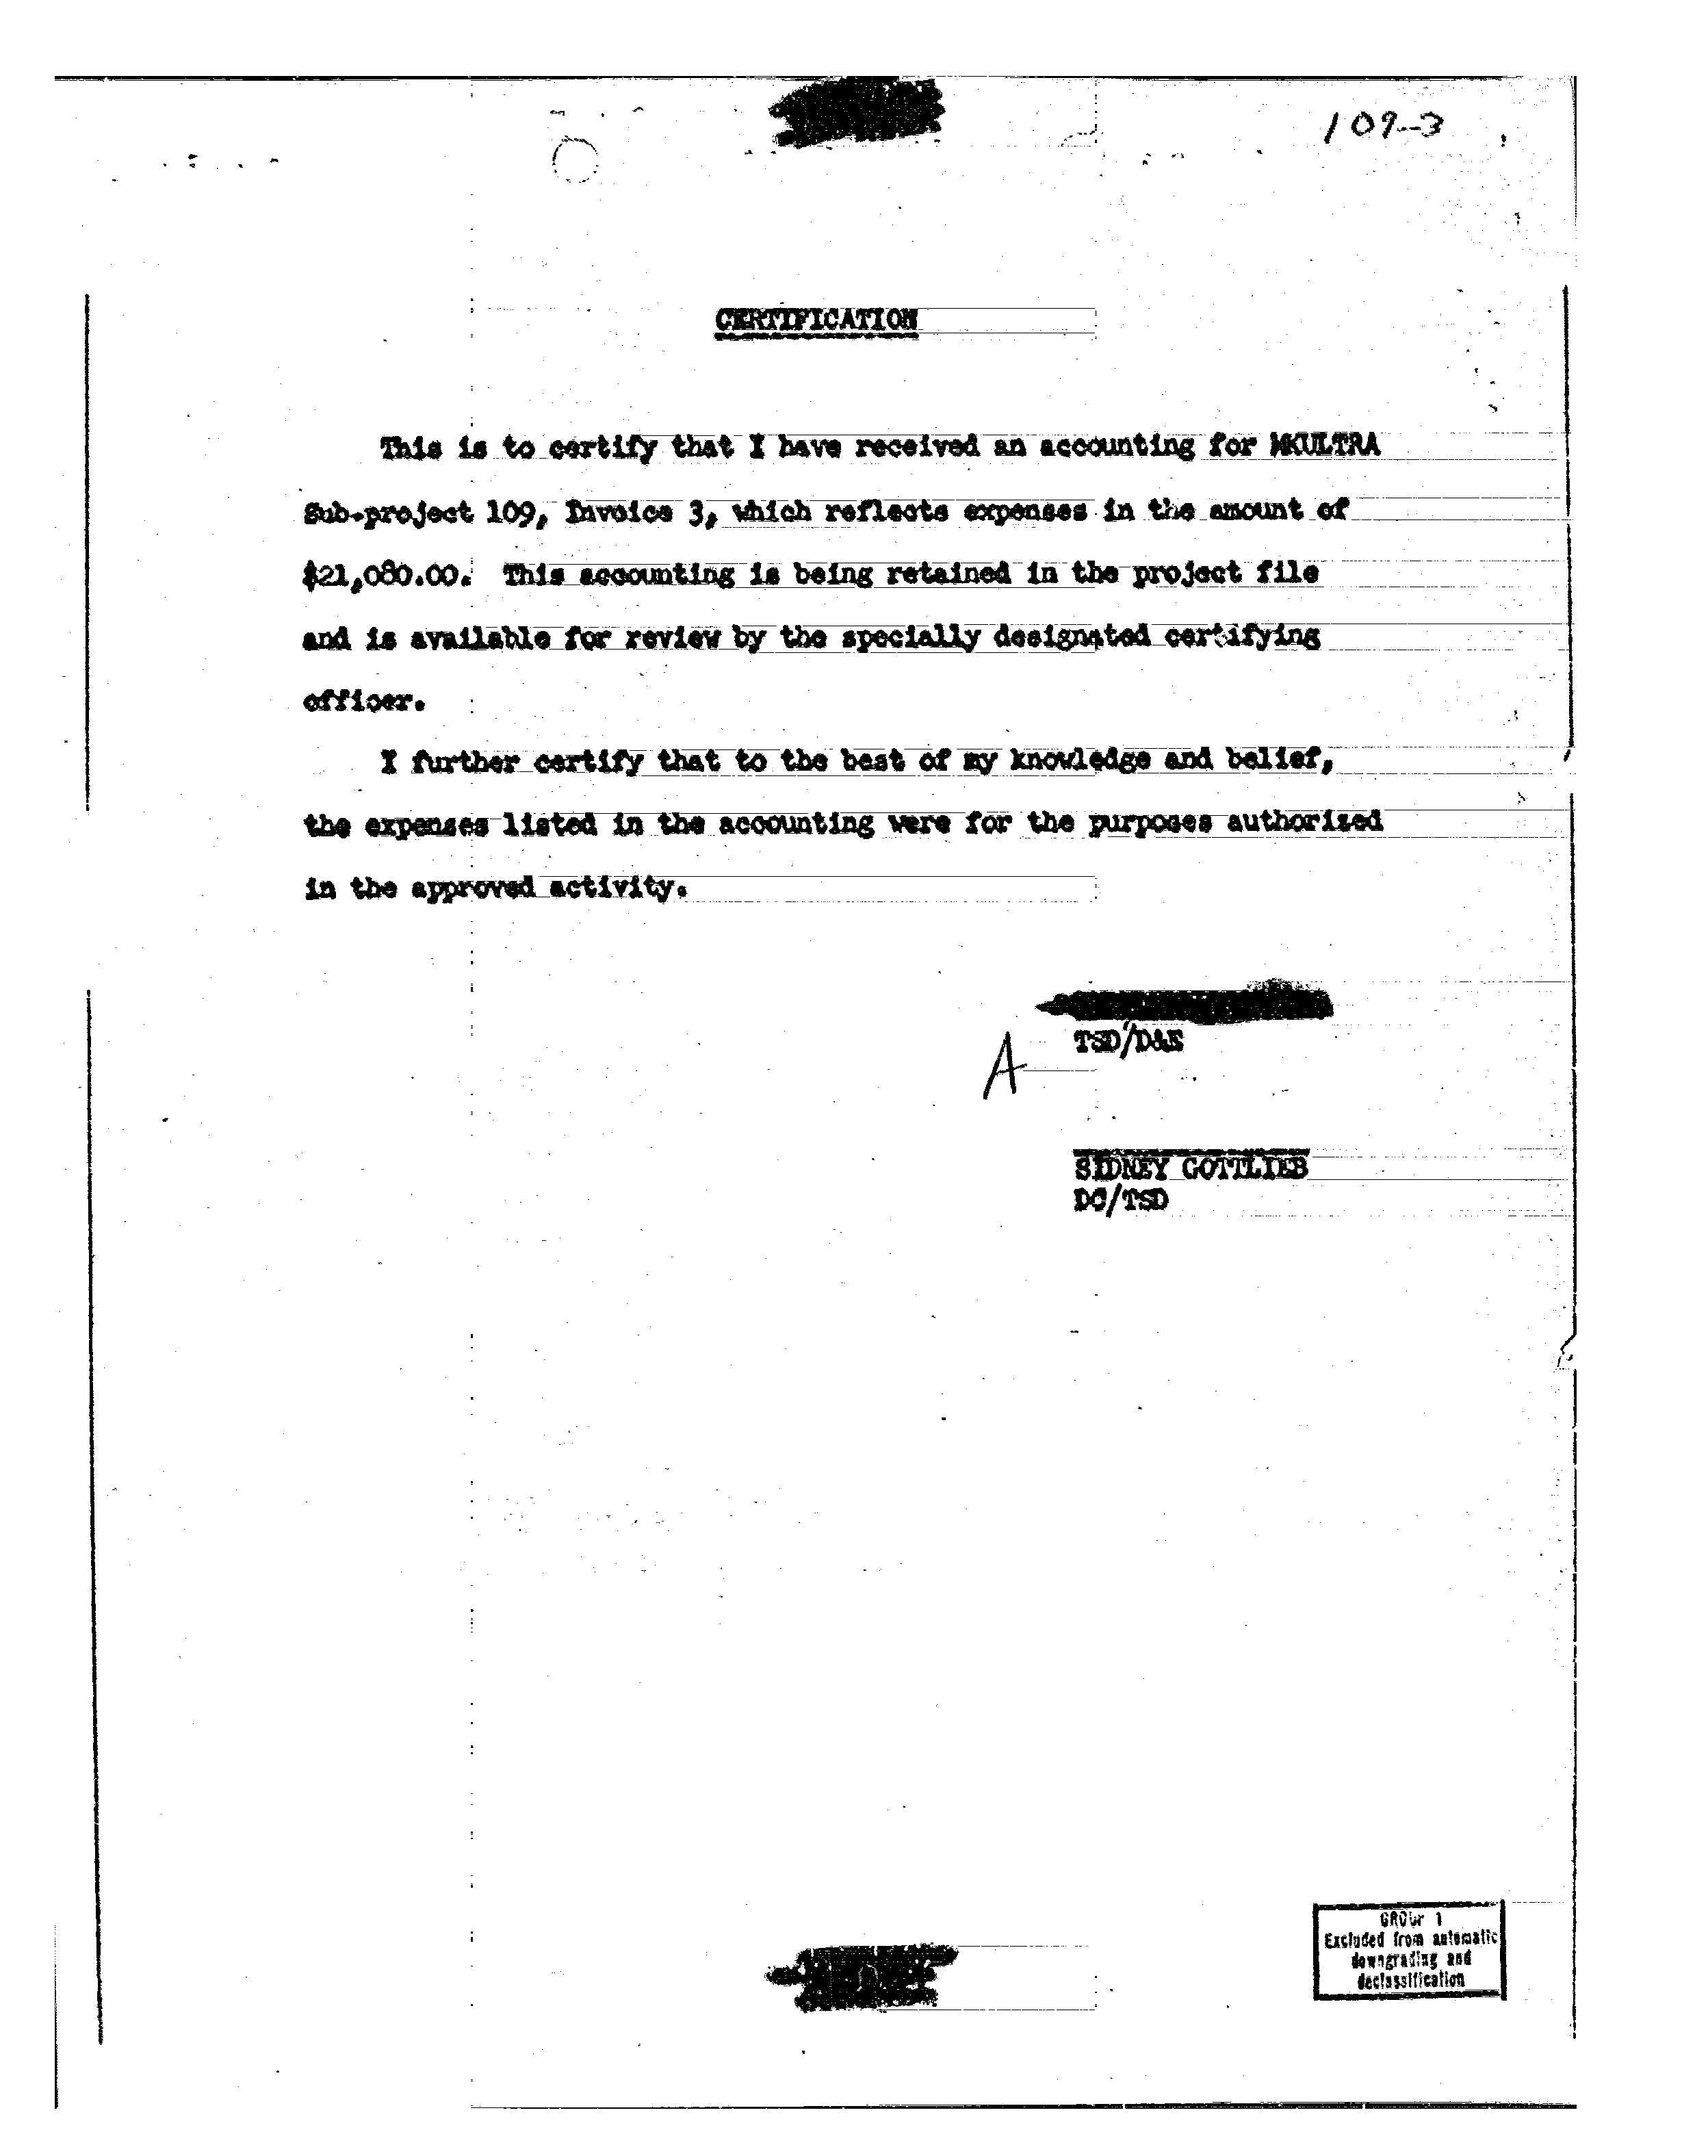 109-3
CERTIFICATION
This is to certify that I have received an accounting for MKULTRA
Sub-project 109, Invoice 3, which reflects expenses in the amount of
$21,080.00. This accounting is being retained in the project file
and is available for review by the specially designated certifying
officer.
I further certify that to the best of my knowledge and belief,
the expenses listed in the accounting were for the purposes authorized
in the approved activity.
TSD/D&E
A
SIDNEY GOTTLIEB
DC/TSD
GROUP 1
Excluded from automatic
downgrading and
declassification